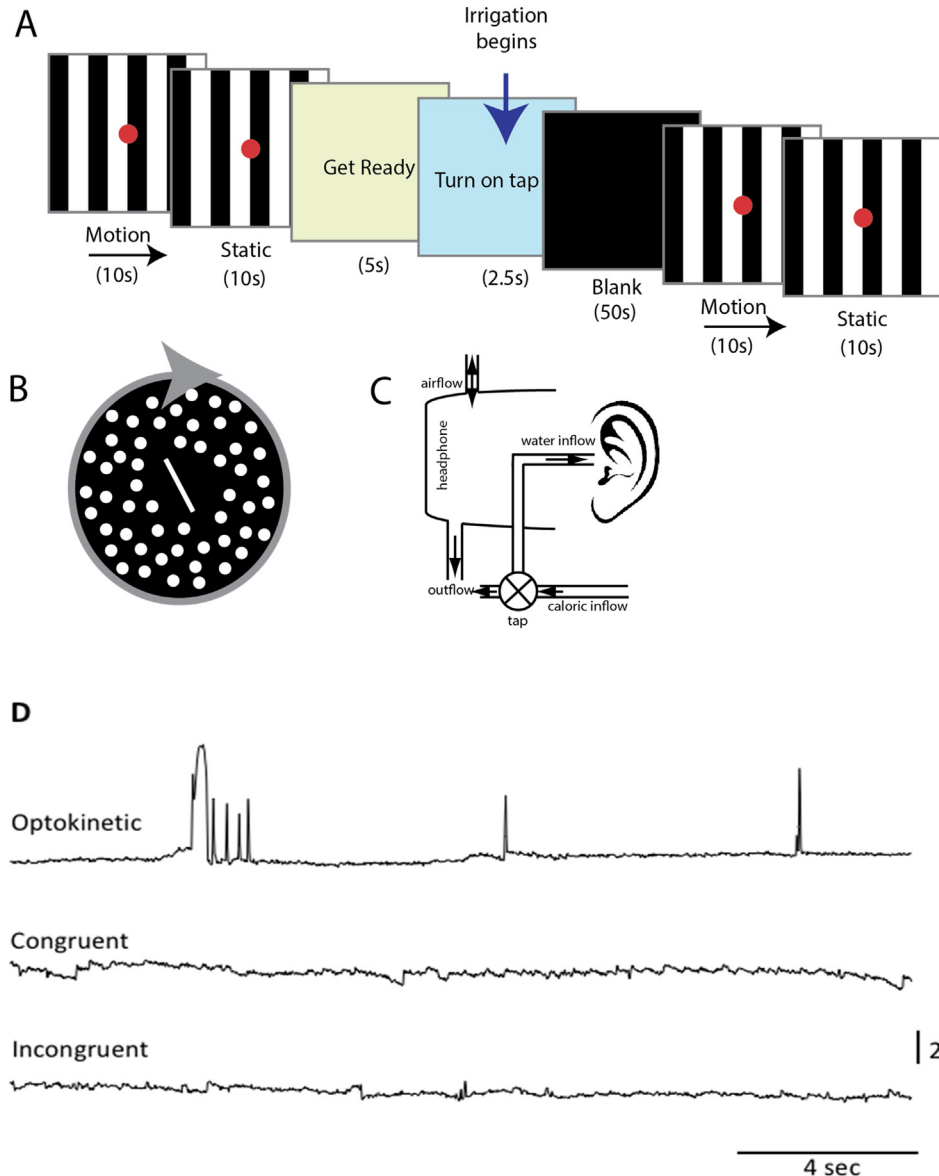 A
Irrigation
begins
Get Ready
Turn on tap
Motion
(10s)
Static
(10s)
(5s)
(2.5s)
Blank
(50s)
Motion
(10s)
Static
(10s)
B
C
airflow
headphone
water inflow
outflow
caloric inflow
tap
D
Optokinetic
Congruent
Incongruent
2
4 sec